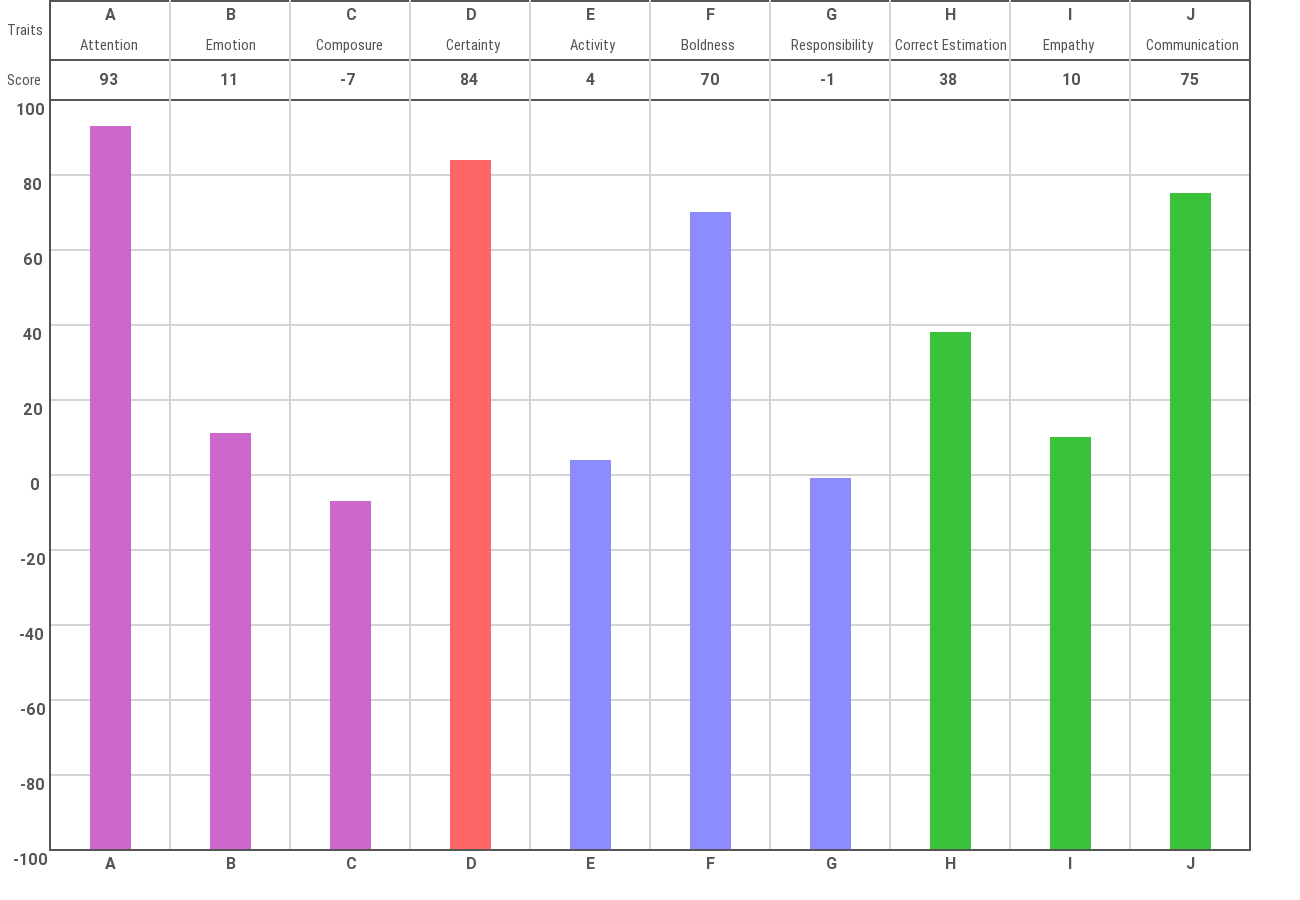 A B C D E F G H I J
Traits
Attention Emotion Composure Certainty Activity Boldness Responsibility Correct Estimation Empathy Communication
Score 93 11 -7 84 4 70 -1 38 10 75
100
80
60
40
20
0
-20
-40
-60
-80
-100
A B C D E F G H I J